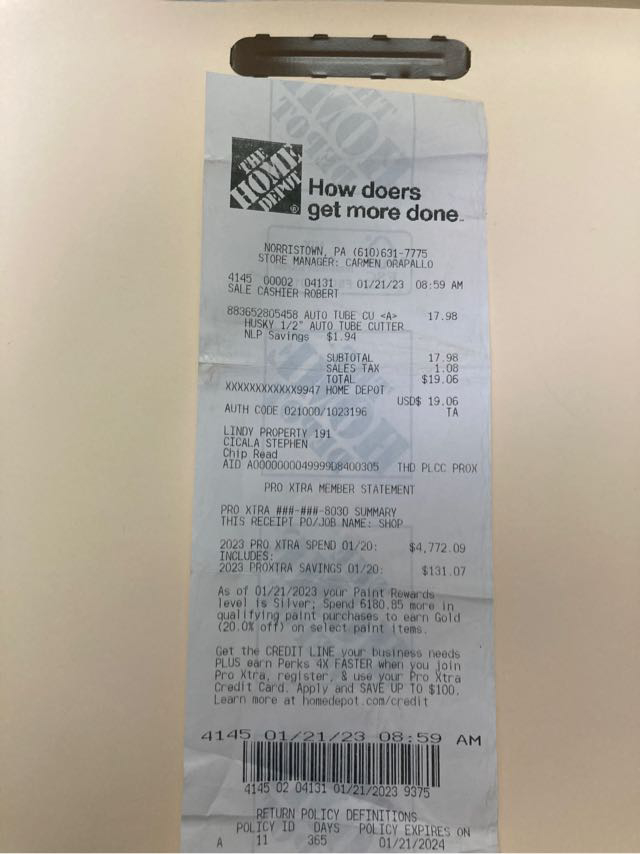 THE
HOME
DEPOT
How doers
get more done™
NORRISTOWN, PA (610)631-7775
STORE MANAGER: CARMEN ORAPALLO
4145 00002 04131 01/21/23 08:59 AM
SALE CASHIER ROBERT
883652805458 AUTO TUBE CU <A> 17.98
HUSKY 1/2" AUTO TUBE CUTTER
NLP Savings $1.94
SUBTOTAL 17.98
SALES TAX 1.08
TOTAL $19.06
XXXXXXXXXXXX9947 HOME DEPOT
USD$ 19.06
AUTH CODE 021000/1023196 TA
LINDY PROPERTY 191
CICALA STEPHEN
Chip Read
AID A0000000049999D8400305 THD PLCC PROX
PRO XTRA MEMBER STATEMENT
PRO XTRA ###-###-8030 SUMMARY
THIS RECEIPT PO/JOB NAME: SHOP
2023 PRO XTRA SPEND 01/20: $4,772.09
INCLUDES:
2023 PROXTRA SAVINGS 01/20: $131.07
As of 01/21/2023 your Paint Rewards
level is Silver; Spend 6180.85 more in
qualifying paint purchases to earn Gold
(20.0% off) on select paint items.
Get the CREDIT LINE your business needs
PLUS earn Perks 4X FASTER when you join
Pro Xtra, register, & use your Pro Xtra
Credit Card. Apply and SAVE UP TO $100.
Learn more at homedepot.com/credit
4145 01/21/23 08:59 AM
4145 02 04131 01/21/2023 9375
RETURN POLICY DEFINITIONS
POLICY ID DAYS POLICY EXPIRES ON
A 11 365 01/21/2024